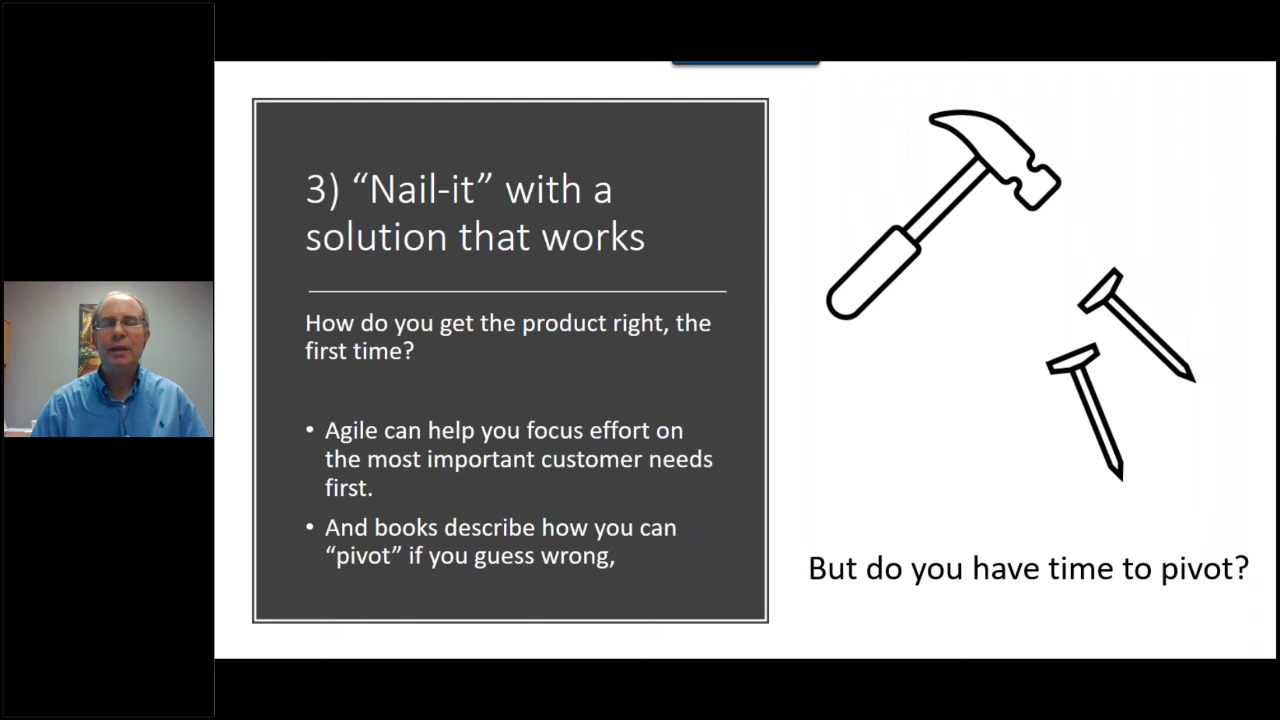 3) “Nail-it” with a
solution that works
How do you get the product right, the
first time?
• Agile can help you focus effort on
the most important customer needs
first.
• And books describe how you can
“pivot” if you guess wrong,
But do you have time to pivot?